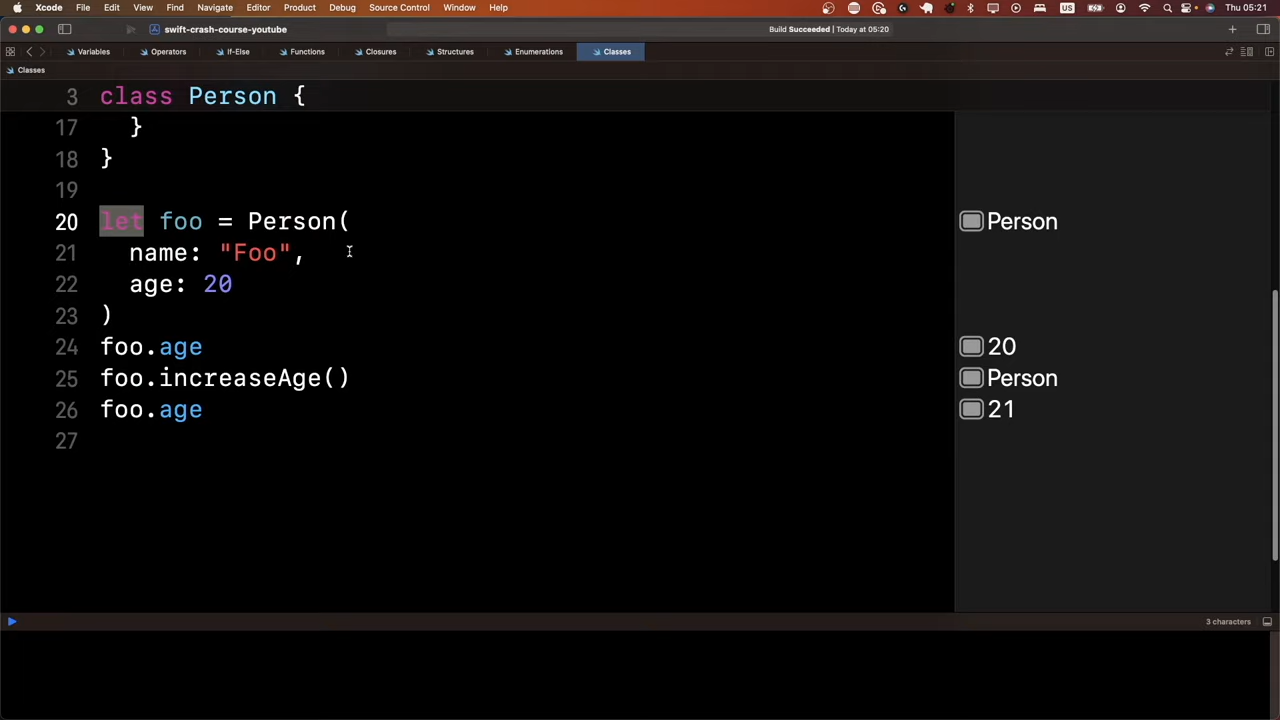 Xcode File Edit View Find Navigate Editor Product Debug Source Control Window Help US Thu 05:21
swift-crash-course-youtube Build Succeeded | Today at 05:20
Variables Operators If-Else Functions Closures Structures Enumerations Classes
Classes
3 class Person {
17 }
18 }
19
20 let foo = Person( Person
21 name: "Foo",
22 age: 20
23 )
24 foo.age 20
25 foo.increaseAge() Person
26 foo.age 21
27
3 characters